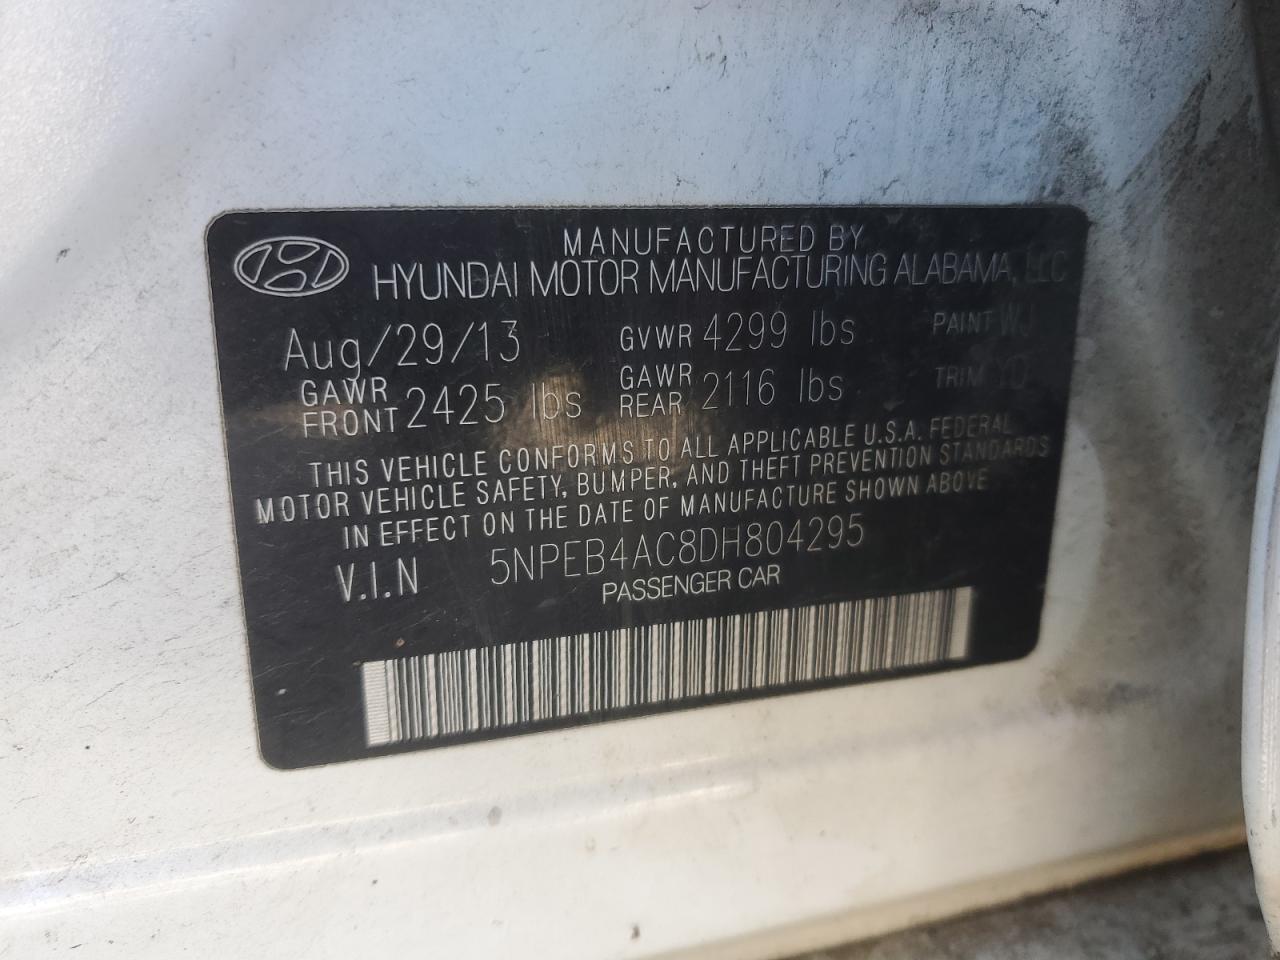 MANUFACTURED BY
HYUNDAI MOTOR MANUFACTURING ALABAMA, LLC
Aug/29/13 GVWR 4299 lbs PAINT WJ
GAWR FRONT 2425 lbs GAWR REAR 2116 lbs TRIM YD
THIS VEHICLE CONFORMS TO ALL APPLICABLE U.S.A. FEDERAL
MOTOR VEHICLE SAFETY, BUMPER, AND THEFT PREVENTION STANDARDS
IN EFFECT ON THE DATE OF MANUFACTURE SHOWN ABOVE
V.I.N 5NPEB4AC8DH804295
PASSENGER CAR